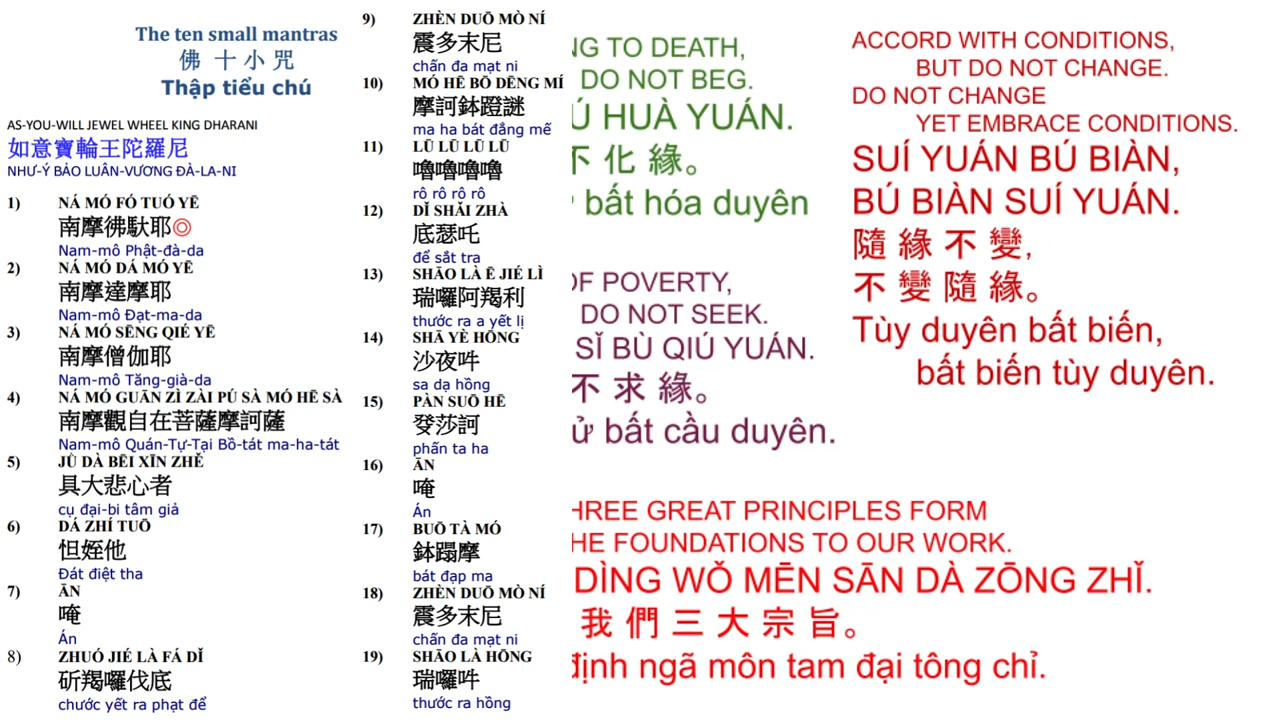 The ten small mantras
佛 十 小 咒
Thập tiểu chú
AS-YOU-WILL JEWEL WHEEL KING DHARANI
如意寶輪王陀羅尼
NHƯ-Ý BẢO LUÂN-VƯƠNG ĐÀ-LA-NI
1) NÁ MÓ FÓ TUÓ YĒ
南摩彿馱耶◎
Nam-mô Phật-đà-da
2) NÁ MÓ DÁ MÓ YĒ
南摩達摩耶
Nam-mô Đạt-ma-da
3) NÁ MÓ SĒNG QIÉ YĒ
南摩僧伽耶
Nam-mô Tăng-già-da
4) NÁ MÓ GUĀN ZÌ ZÀI PÚ SÀ MÓ HĒ SÀ
南摩觀自在菩薩摩訶薩
Nam-mô Quán-Tự-Tại Bồ-tát ma-ha-tát
5) JÙ DÀ BĒI XĪN ZHĚ
具大悲心者
cụ đại-bi tâm giả
6) DÁ ZHÍ TUŌ
怛姪他
Đát điệt tha
7) ĀN
唵
Án
8) ZHUÓ JIÉ LÀ FÁ DǏ
斫羯囉伐底
chước yết ra phạt để
9) ZHÈN DUŌ MÒ NÍ
震多末尼
chấn đa mạt ni
10) MÓ HĒ BŌ DĒNG MÍ
摩訶鉢蹬謎
ma ha bát đẳng mế
11) LŪ LŪ LŪ LŪ
嚕嚕嚕嚕
rô rô rô rô
12) DǏ SHǍI ZHÀ
底瑟吒
để sắt tra
13) SHĀO LÀ Ē JIÉ LÌ
瑞囉阿羯利
thước ra a yết lị
14) SHĀ YÈ HŌNG
沙夜吽
sa dạ hồng
15) PÀN SUŌ HĒ
癹莎訶
phấn ta ha
16) ĀN
唵
Án
17) BUŌ TÀ MÓ
鉢蹋摩
bát đạp ma
18) ZHÈN DUŌ MÒ NÍ
震多末尼
chấn đa mạt ni
19) SHĀO LÀ HŌNG
瑞囉吽
thước ra hồng
NG TO DEATH,
DO NOT BEG.
Ú HUÀ YUÁN.
不 化 緣。
bất hóa duyên
OF POVERTY,
DO NOT SEEK.
SǏ BÙ QIÚ YUÁN.
不 求 緣。
ử bất cầu duyên.
ACCORD WITH CONDITIONS,
BUT DO NOT CHANGE.
DO NOT CHANGE
YET EMBRACE CONDITIONS.
SUÍ YUÁN BÚ BIÀN,
BÚ BIÀN SUÍ YUÁN.
隨 緣 不 變,
不 變 隨 緣。
Tùy duyên bất biến,
bất biến tùy duyên.
HREE GREAT PRINCIPLES FORM
HE FOUNDATIONS TO OUR WORK.
DÌNG WǑ MĒN SĀN DÀ ZŌNG ZHǏ.
我 們 三 大 宗 旨。
định ngã môn tam đại tông chỉ.